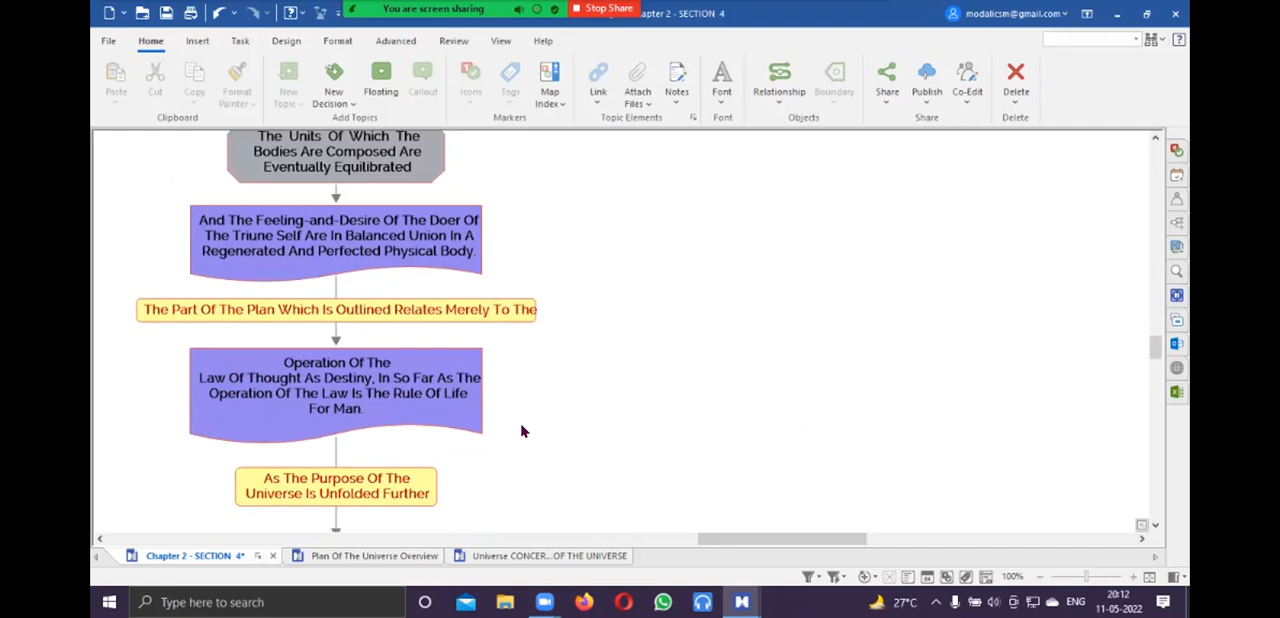 You are screen sharing
Stop Share
hapter 2 - SECTION 4
modalicsm@gmail.com
File Home Insert Task Design Format Advanced Review View Help
Paste Cut Copy Format Painter
Clipboard
New Topic New Decision Floating Callout
Add Topics
Icons Tags Map Index
Markers
Link Attach Files Notes
Topic Elements
Font
Font
Relationship Boundary
Objects
Share Publish Co-Edit
Share
Delete
Delete
The Units Of Which The
Bodies Are Composed Are
Eventually Equilibrated
And The Feeling-and-Desire Of The Doer Of
The Triune Self Are In Balanced Union In A
Regenerated And Perfected Physical Body.
The Part Of The Plan Which Is Outlined Relates Merely To The
Operation Of The
Law Of Thought As Destiny, In So Far As The
Operation Of The Law Is The Rule Of Life
For Man.
As The Purpose Of The
Universe Is Unfolded Further
Chapter 2 - SECTION 4*
Plan Of The Universe Overview
Universe CONCER...OF THE UNIVERSE
100%
Type here to search
27°C
ENG
20:12
11-05-2022